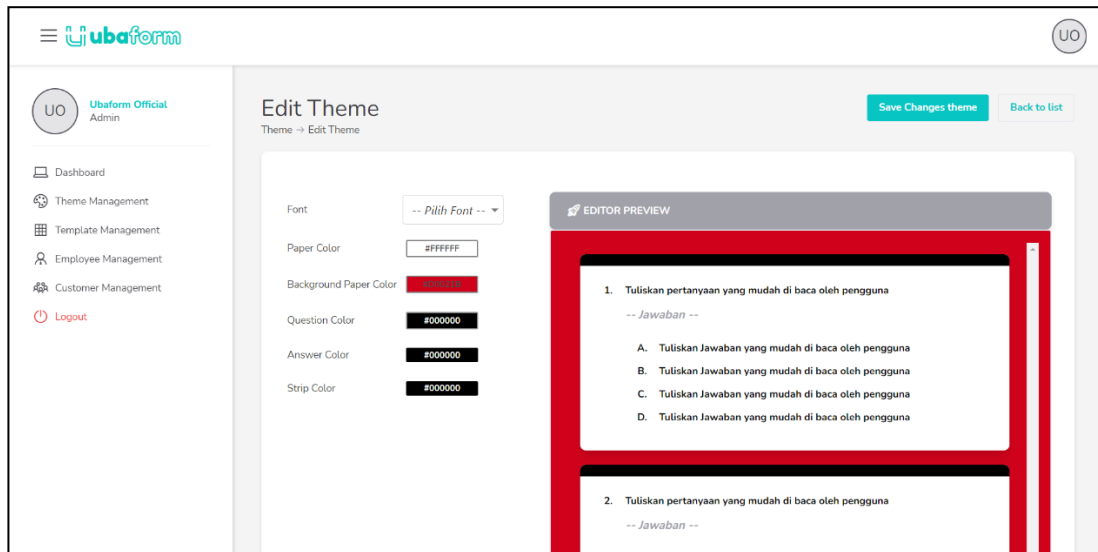 ubaform
UO
UO
Ubaform Official
Admin
Dashboard
Theme Management
Template Management
Employee Management
Customer Management
Logout
Edit Theme
Theme → Edit Theme
Save Changes theme
Back to list
Font
-- Pilih Font --
Paper Color
#FFFFFF
Background Paper Color
Question Color
#000000
Answer Color
#000000
Strip Color
#000000
EDITOR PREVIEW
1. Tuliskan pertanyaan yang mudah di baca oleh pengguna
-- Jawaban --
A. Tuliskan Jawaban yang mudah di baca oleh pengguna
B. Tuliskan Jawaban yang mudah di baca oleh pengguna
C. Tuliskan Jawaban yang mudah di baca oleh pengguna
D. Tuliskan Jawaban yang mudah di baca oleh pengguna
2. Tuliskan pertanyaan yang mudah di baca oleh pengguna
-- Jawaban --